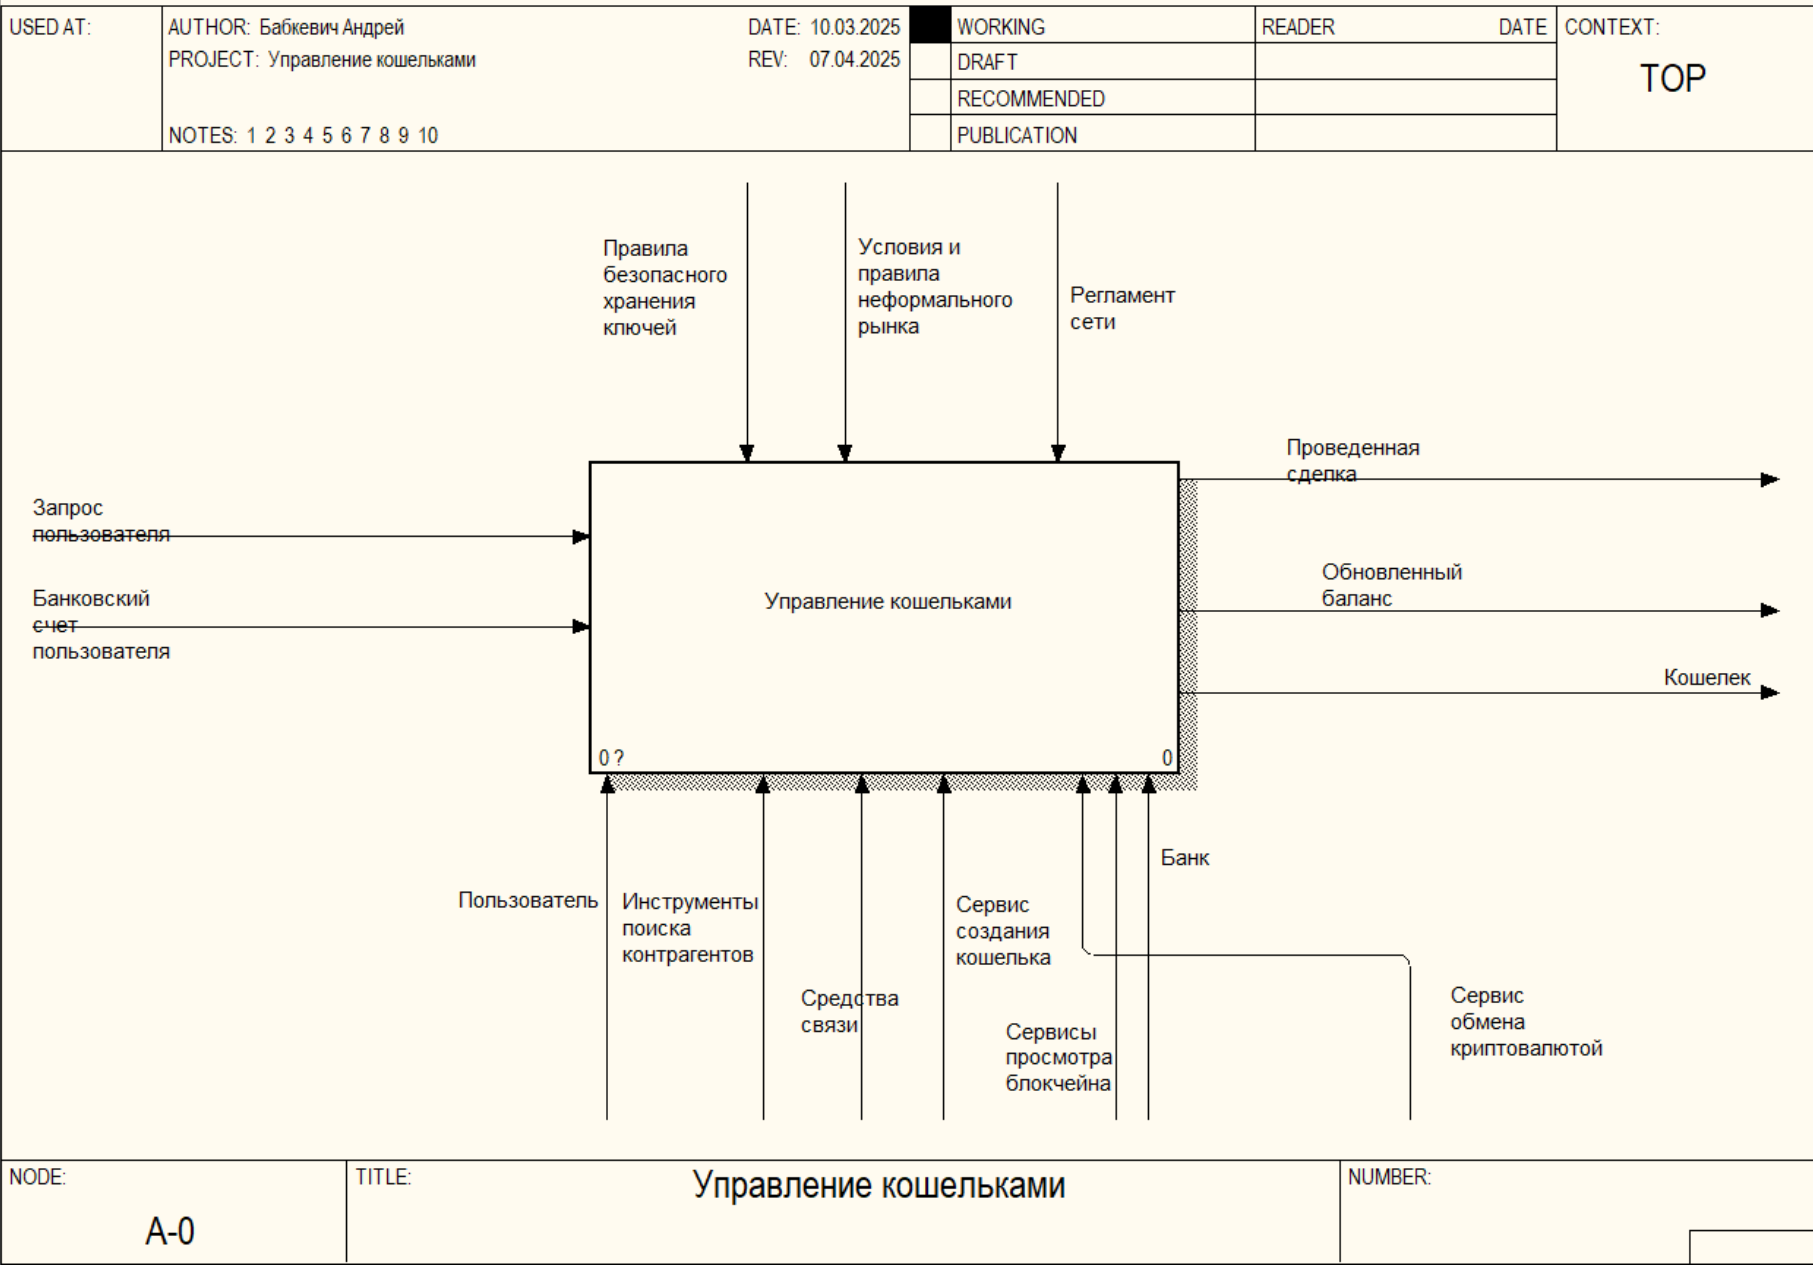 USED AT:
AUTHOR: Бабкевич Андрей
DATE: 10.03.2025
PROJECT: Управление кошельками
REV: 07.04.2025
NOTES: 1 2 3 4 5 6 7 8 9 10
WORKING
DRAFT
RECOMMENDED
PUBLICATION
READER
DATE
CONTEXT:
TOP
Правила
безопасного
хранения
ключей
Условия и
правила
неформального
рынка
Регламент
сети
Запрос
пользователя
Банковский
счет
пользователя
Управление кошельками
0 ?
0
Проведенная
сделка
Обновленный
баланс
Кошелек
Пользователь
Инструменты
поиска
контрагентов
Средства
связи
Сервис
создания
кошелька
Сервисы
просмотра
блокчейна
Банк
Сервис
обмена
криптовалютой
NODE:
A-0
TITLE:
Управление кошельками
NUMBER: